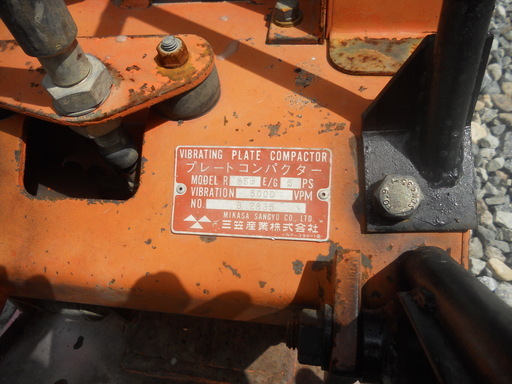 VIBRATING PLATE COMPACTOR
プレートコンパクター
MODEL E/G PS
VIBRATION 5000 VPM
NO.
MIKASA SANGYO CO., LTD.
三笠産業株式会社